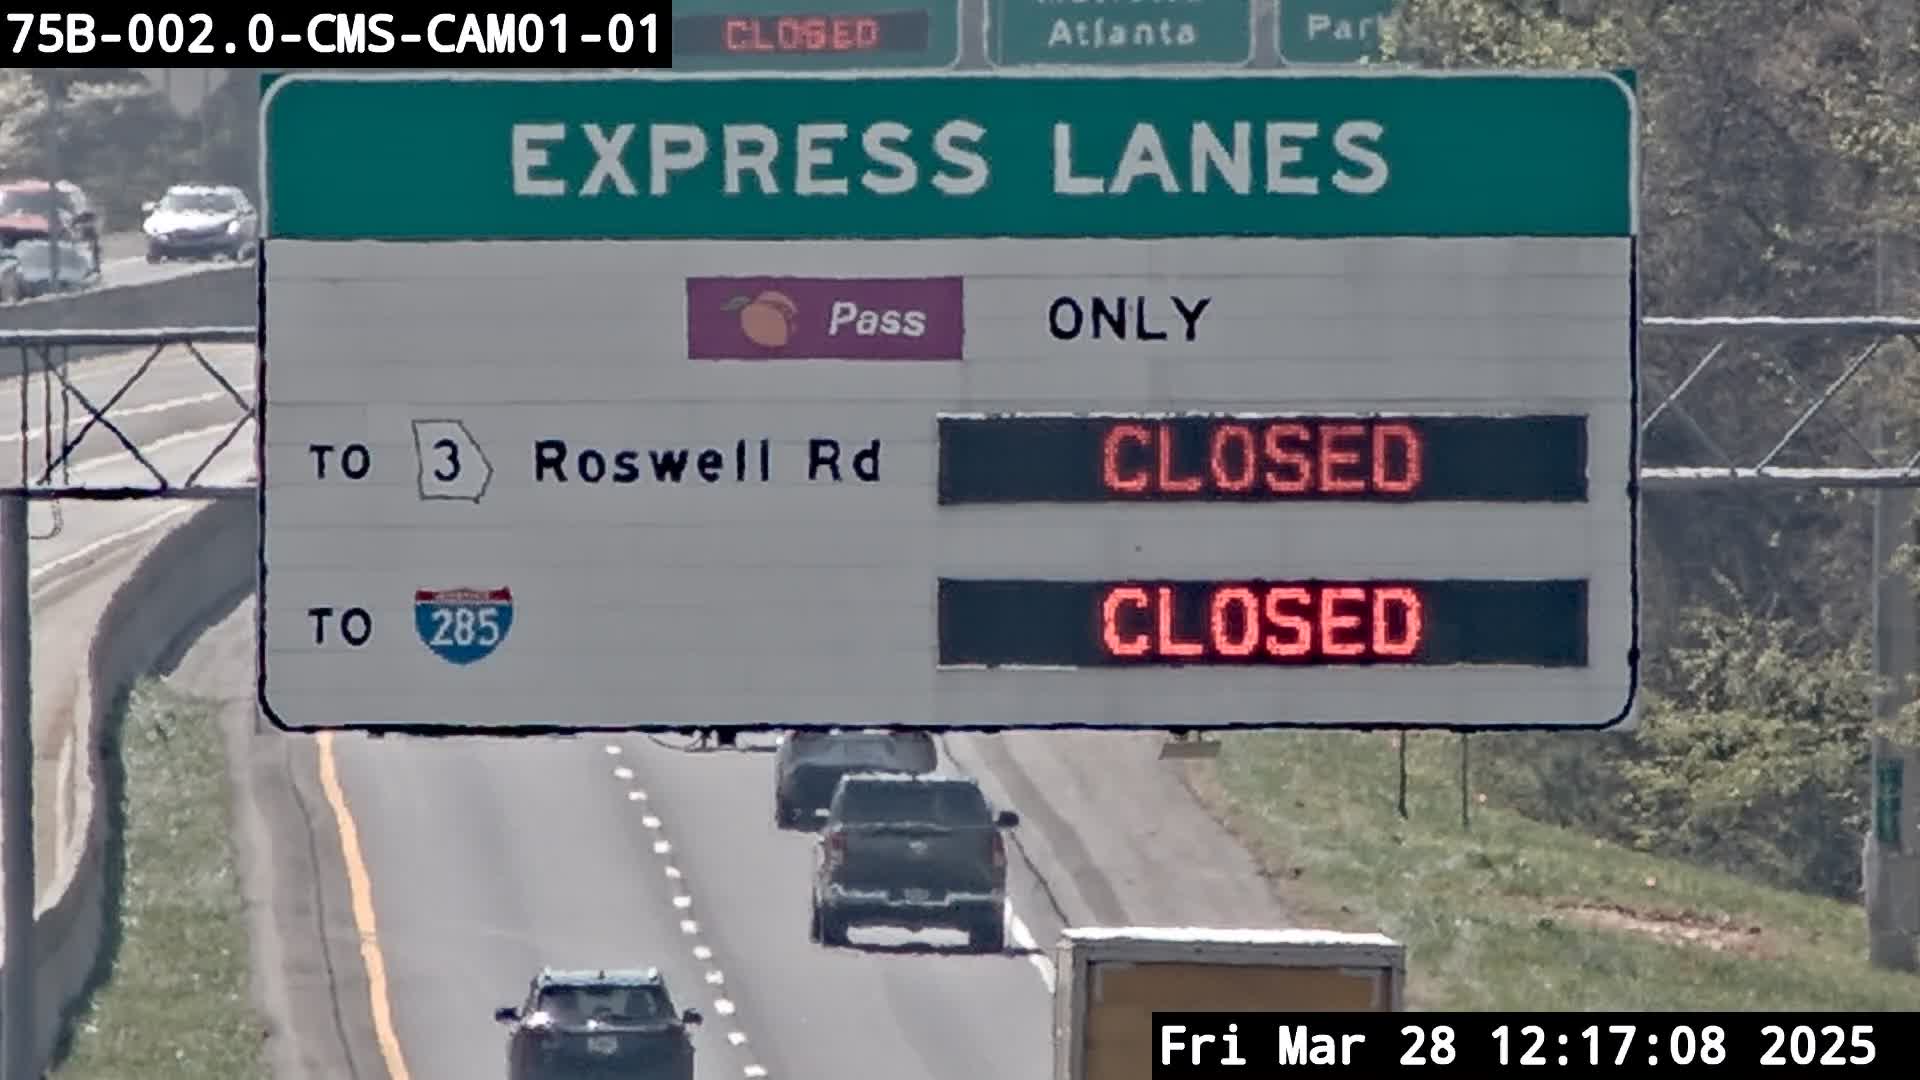 75B-002.0-CMS-CAM01-01
CLOSED
Atlanta
EXPRESS LANES
Pass ONLY
TO 3 Roswell Rd CLOSED
TO 285 CLOSED
Fri Mar 28 12:17:08 2025